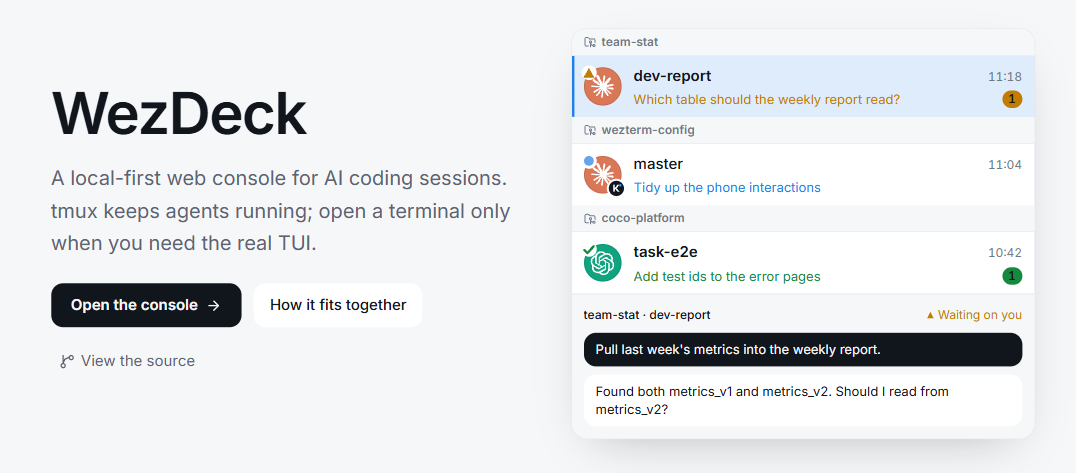 WezDeck
A local-first web console for AI coding sessions.
tmux keeps agents running; open a terminal only
when you need the real TUI.
Open the console →
How it fits together
View the source
team-stat
dev-report
11:18
Which table should the weekly report read?
1
wezterm-config
master
11:04
K
Tidy up the phone interactions
coco-platform
task-e2e
10:42
Add test ids to the error pages
1
team-stat · dev-report
▲ Waiting on you
Pull last week's metrics into the weekly report.
Found both metrics_v1 and metrics_v2. Should I read from
metrics_v2?